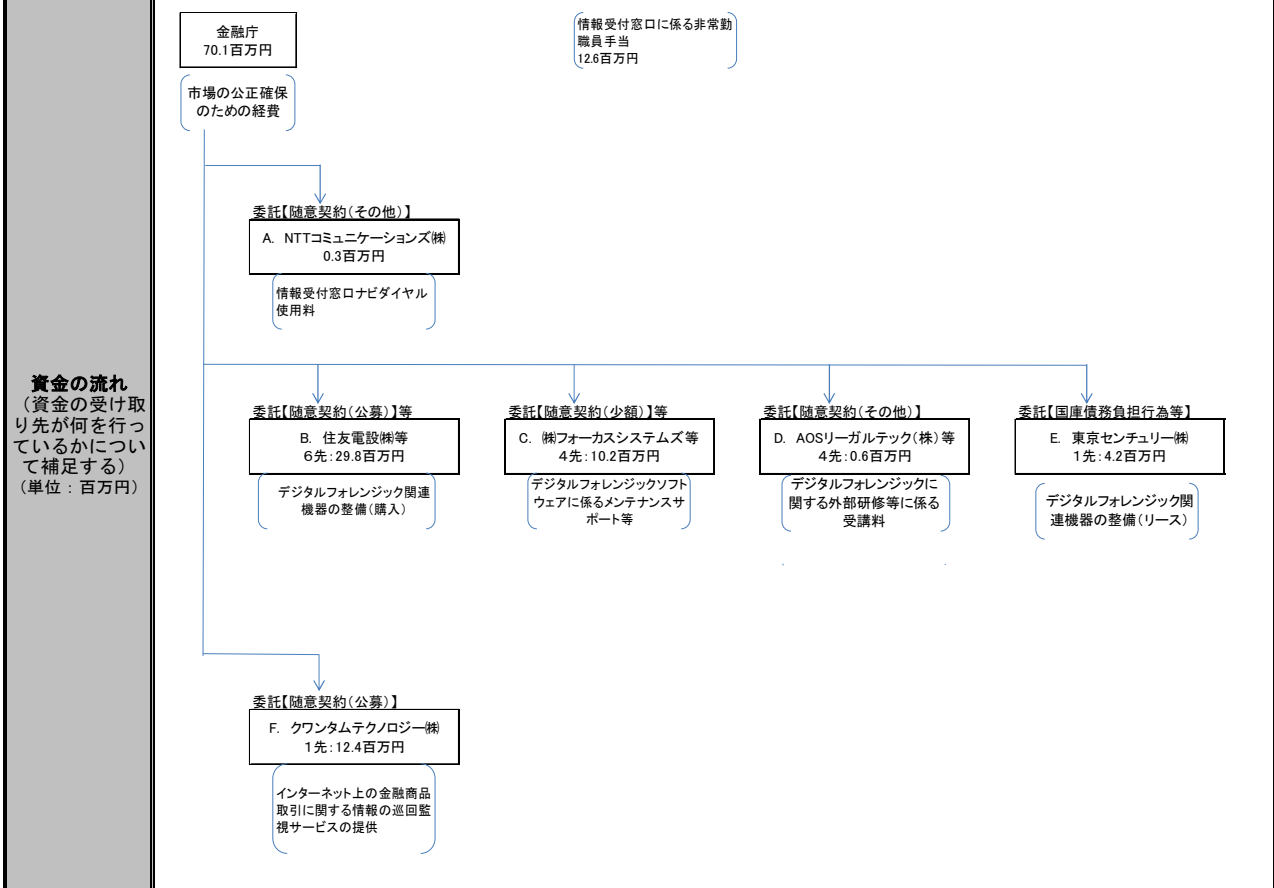 資金の流れ
（資金の受け取
り先が何を行っ
ているかについ
て補足する）
（単位：百万円）
金融庁
70.1百万円
市場の公正確保
のための経費
情報受付窓口に係る非常勤
職員手当
12.6百万円
委託【随意契約（その他）】
A. NTTコミュニケーションズ㈱
0.3百万円
情報受付窓口ナビダイヤル
使用料
委託【随意契約（公募）】等
B. 住友電設㈱等
6先：29.8百万円
デジタルフォレンジック関連
機器の整備（購入）
委託【随意契約（少額）】等
C. ㈱フォーカスシステムズ等
4先：10.2百万円
デジタルフォレンジックソフト
ウェアに係るメンテナンスサ
ポート等
委託【随意契約（その他）】
D. AOSリーガルテック（株）等
4先：0.6百万円
デジタルフォレンジックに
関する外部研修等に係る
受講料
委託【国庫債務負担行為等】
E. 東京センチュリー㈱
1先：4.2百万円
デジタルフォレンジック関
連機器の整備（リース）
委託【随意契約（公募）】
F. クワンタムテクノロジー㈱
1先：12.4百万円
インターネット上の金融商品
取引に関する情報の巡回監
視サービスの提供